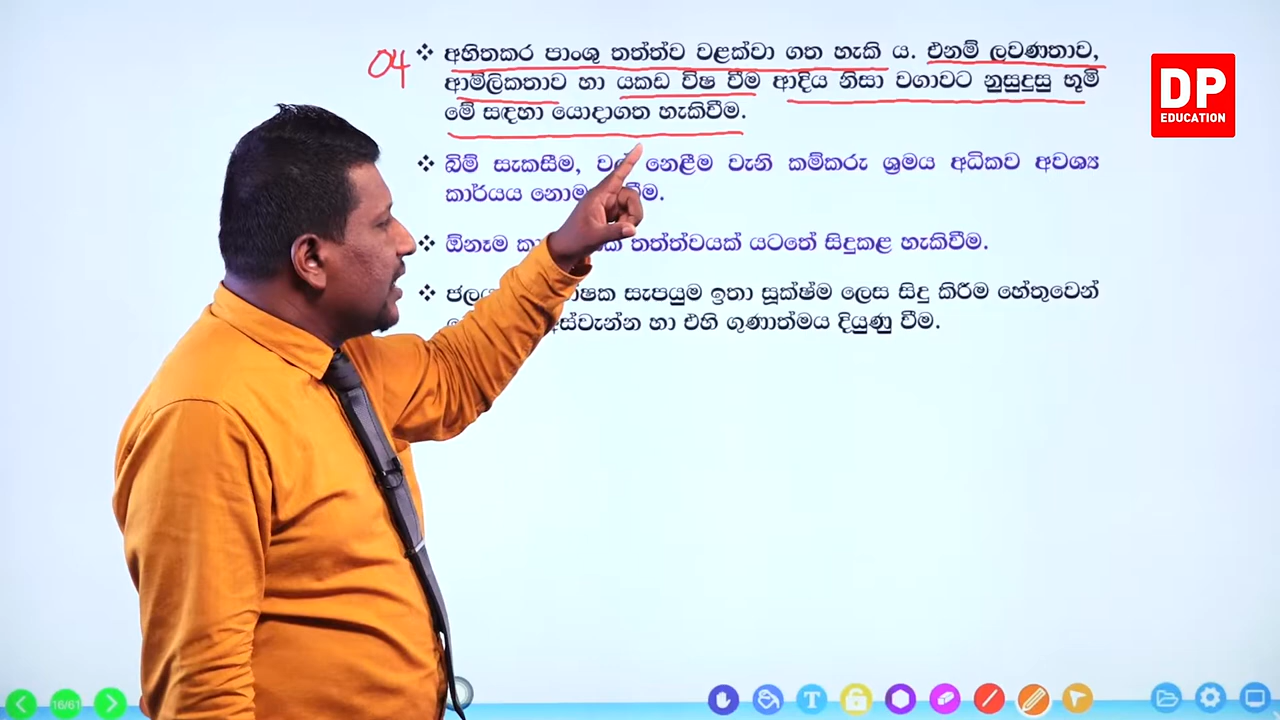 04 ❖ අහිතකර පාංශු තත්ත්ව වළක්වා ගත හැකි ය. එනම් ලවණතාව,
ආම්ලිකතාව හා යකඩ විෂ වීම ආදිය නිසා වගාවට නුසුදුසු භූමි
මේ සඳහා යොදාගත හැකිවීම.
❖ බිම් සැකසීම, නෙළීම වැනි කම්කරු ශ්‍රමය අධිකව අවශ්‍ය
කාර්යය
❖ ඕනෑම තත්ත්වයක් යටතේ සිදුකළ හැකිවීම.
❖ සැපයුම ඉතා සූක්ෂ්ම ලෙස සිදු කිරීම හේතුවෙන්
හා එහි ගුණාත්මය දියුණු වීම.
DP
EDUCATION
16/61
T